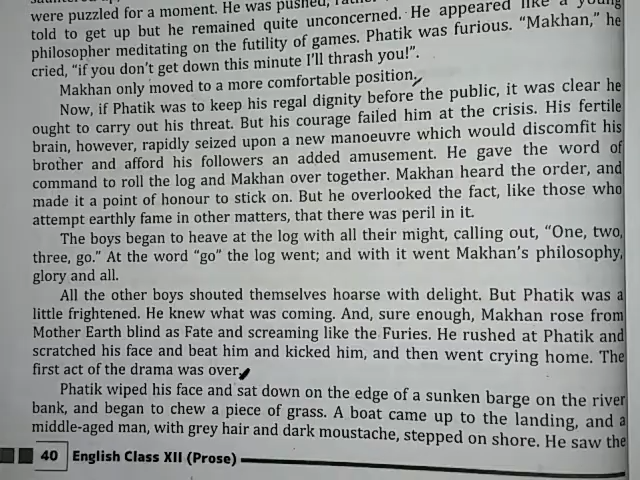 were puzzled for a moment. He was pushed,
told to get up but he remained quite unconcerned. He appeared like a young
philosopher meditating on the futility of games. Phatik was furious. “Makhan,” he
cried, “if you don’t get down this minute I’ll thrash you!”.
Makhan only moved to a more comfortable position.
Now, if Phatik was to keep his regal dignity before the public, it was clear he
ought to carry out his threat. But his courage failed him at the crisis. His fertile
brain, however, rapidly seized upon a new manoeuvre which would discomfit his
brother and afford his followers an added amusement. He gave the word of
command to roll the log and Makhan over together. Makhan heard the order, and
made it a point of honour to stick on. But he overlooked the fact, like those who
attempt earthly fame in other matters, that there was peril in it.
The boys began to heave at the log with all their might, calling out, “One, two,
three, go.” At the word “go” the log went; and with it went Makhan’s philosophy,
glory and all.
All the other boys shouted themselves hoarse with delight. But Phatik was a
little frightened. He knew what was coming. And, sure enough, Makhan rose from
Mother Earth blind as Fate and screaming like the Furies. He rushed at Phatik and
scratched his face and beat him and kicked him, and then went crying home. The
first act of the drama was over.
Phatik wiped his face and sat down on the edge of a sunken barge on the river
bank, and began to chew a piece of grass. A boat came up to the landing, and a
middle-aged man, with grey hair and dark moustache, stepped on shore. He saw the
40 English Class XII (Prose)